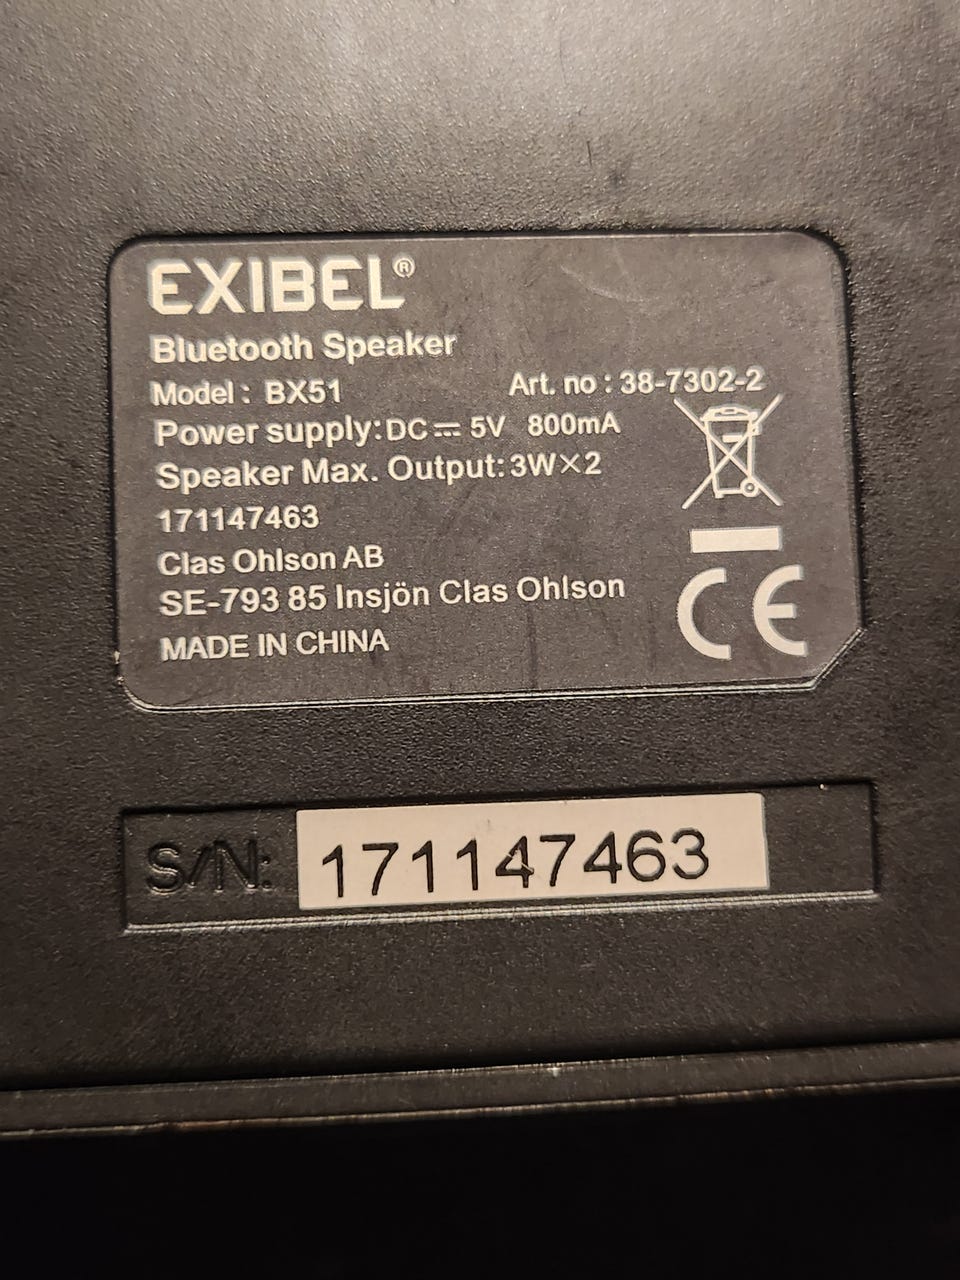 EXIBEL®
Bluetooth Speaker
Model : BX51 Art. no : 38-7302-2
Power supply: DC ⎓ 5V 800mA
Speaker Max. Output: 3W×2
171147463
Clas Ohlson AB
SE-793 85 Insjön Clas Ohlson
MADE IN CHINA
CE
S/N: 171147463